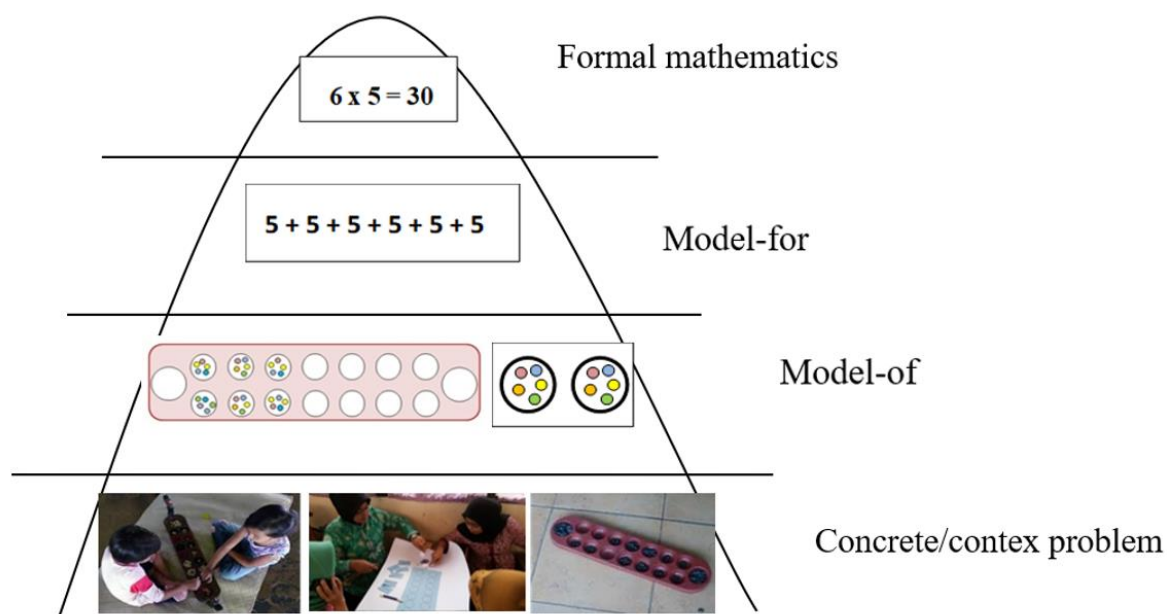 Formal mathematics
6 x 5 = 30
5 + 5 + 5 + 5 + 5 + 5
Model-for
Model-of
Concrete/contex problem